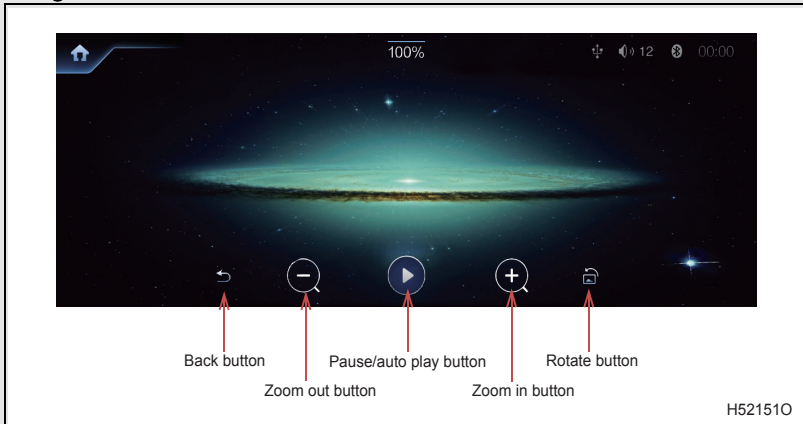 100%
12
00:00
Back button
Pause/auto play button
Rotate button
Zoom out button
Zoom in button
H52151O